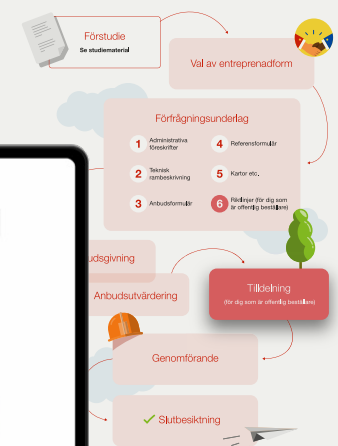 Förstudie
Se studiematerial
Val av entreprenadform
Förfrågningsunderlag
1 Administrativa
föreskrifter
2 Teknisk
rambeskrivning
3 Anbudsformulär
4 Referensformulär
5 Kartor etc.
6 Riktlinjer (för dig som
är offentlig beställare)
udsgivning
Anbudsutvärdering
Tilldelning
(för dig som är offentlig beställare)
Genomförande
Slutbesiktning